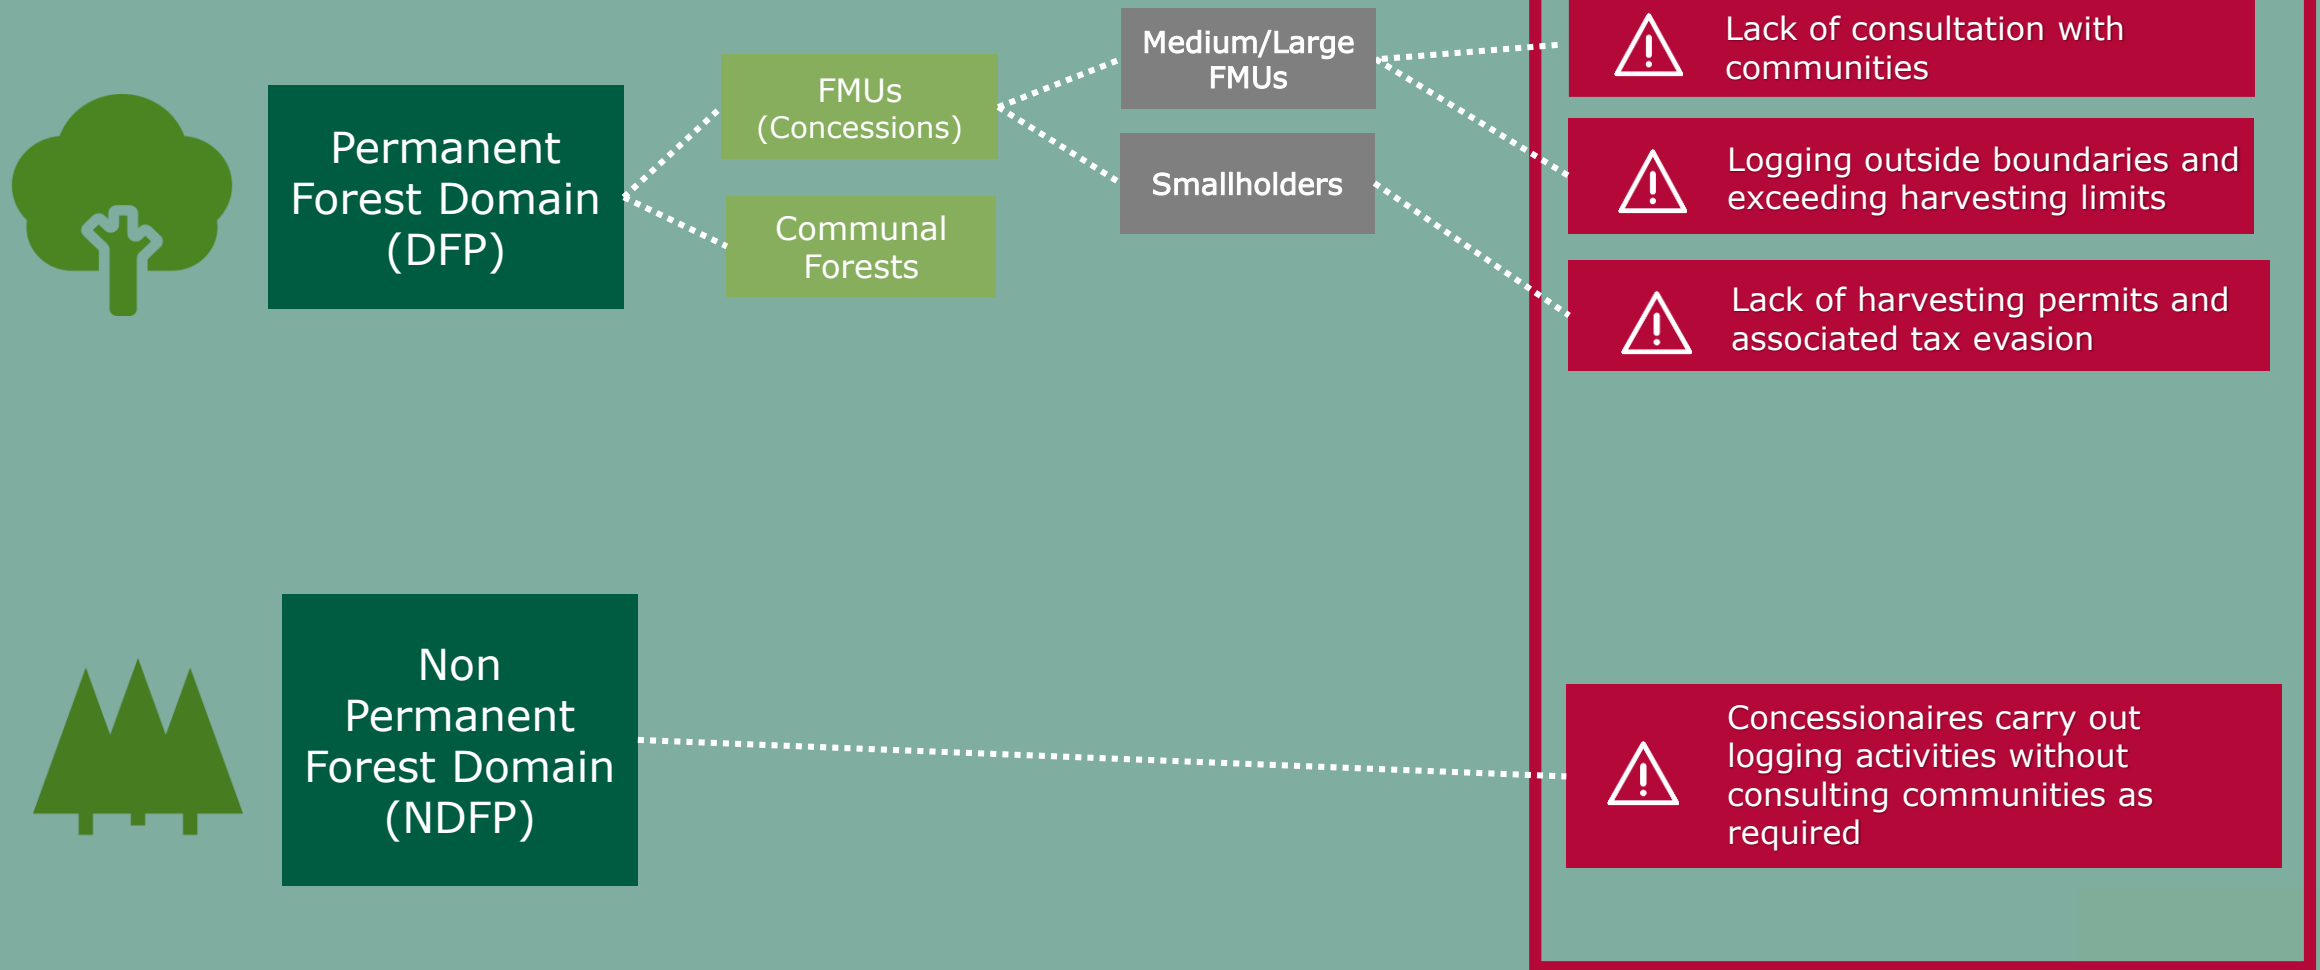 Permanent
Forest Domain
(DFP)
FMUs
(Concessions)
Communal
Forests
Medium/Large
FMUs
Smallholders
Lack of consultation with
communities
Logging outside boundaries and
exceeding harvesting limits
Lack of harvesting permits and
associated tax evasion
Non
Permanent
Forest Domain
(NDFP)
Concessionaires carry out
logging activities without
consulting communities as
required